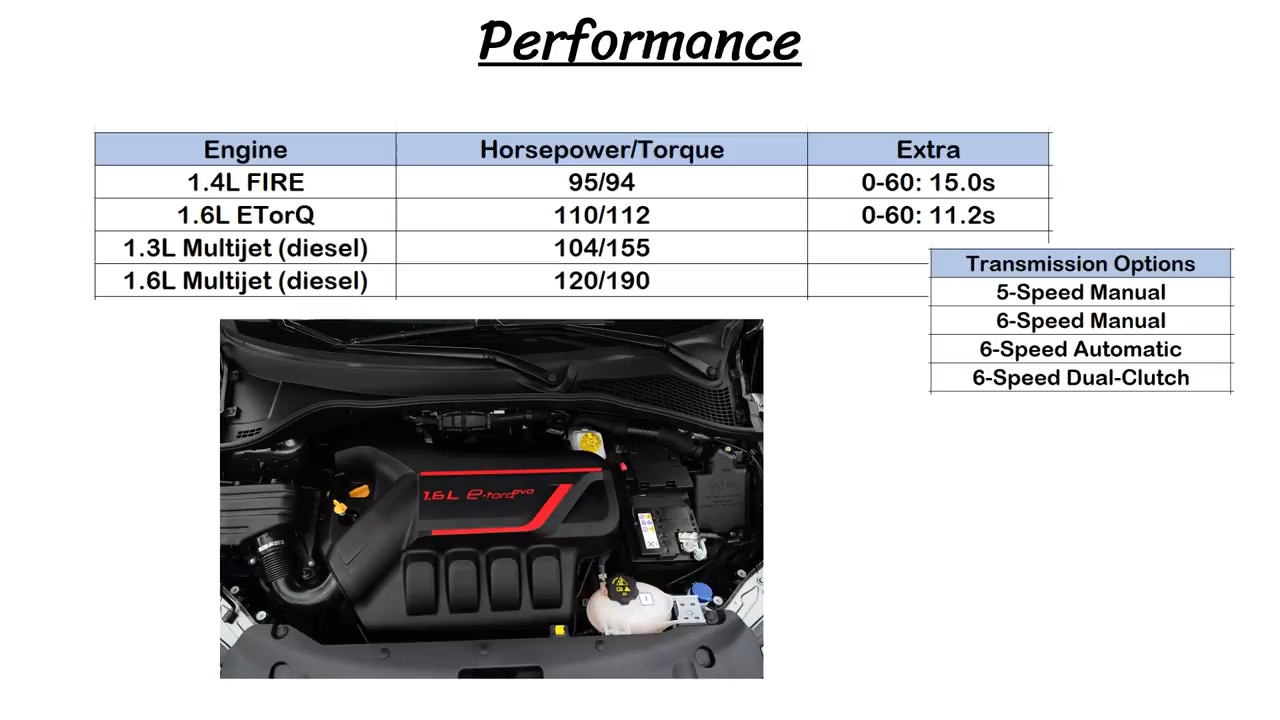 Performance
Engine Horsepower/Torque Extra
1.4L FIRE 95/94 0-60: 15.0s
1.6L ETorQ 110/112 0-60: 11.2s
1.3L Multijet (diesel) 104/155
1.6L Multijet (diesel) 120/190
Transmission Options
5-Speed Manual
6-Speed Manual
6-Speed Automatic
6-Speed Dual-Clutch
1.6L e•torq evo